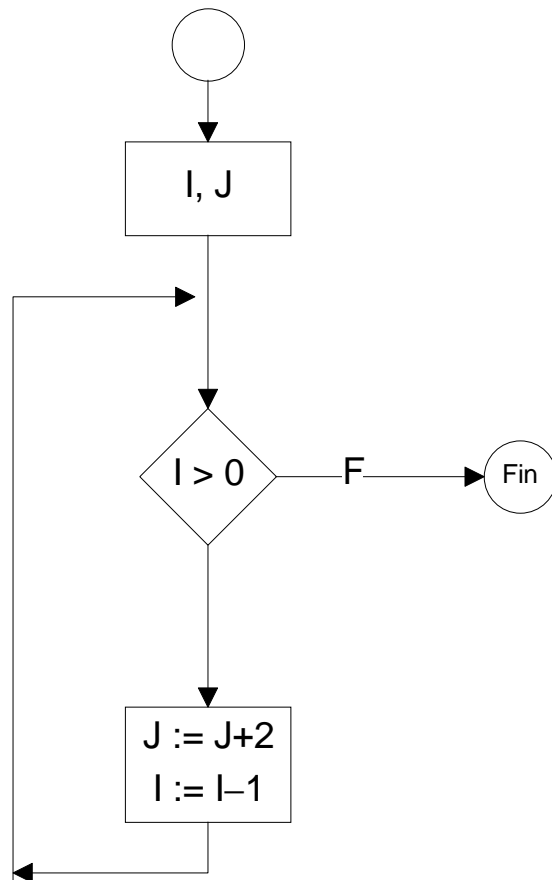 I, J
I > 0
F
Fin
J := J+2
I := I–1